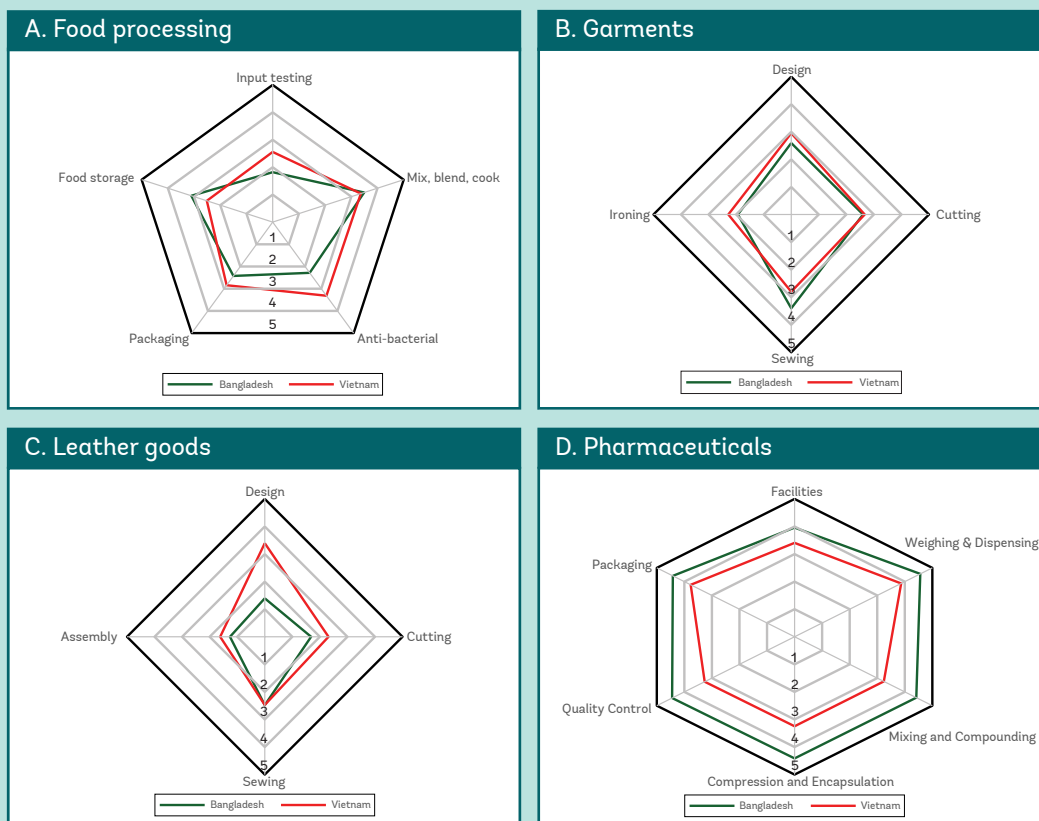 A. Food processing
Input testing
Food storage
Mix, blend, cook
1
2
3
4
5
Packaging
Anti-bacterial
Bangladesh Vietnam
B. Garments
Design
Ironing
Cutting
1
2
3
4
5
Sewing
Bangladesh Vietnam
C. Leather goods
Design
Assembly
Cutting
1
2
3
4
5
Sewing
Bangladesh Vietnam
D. Pharmaceuticals
Facilities
Weighing & Dispensing
Packaging
1
2
3
4
5
Quality Control
Mixing and Compounding
Compression and Encapsulation
Bangladesh Vietnam